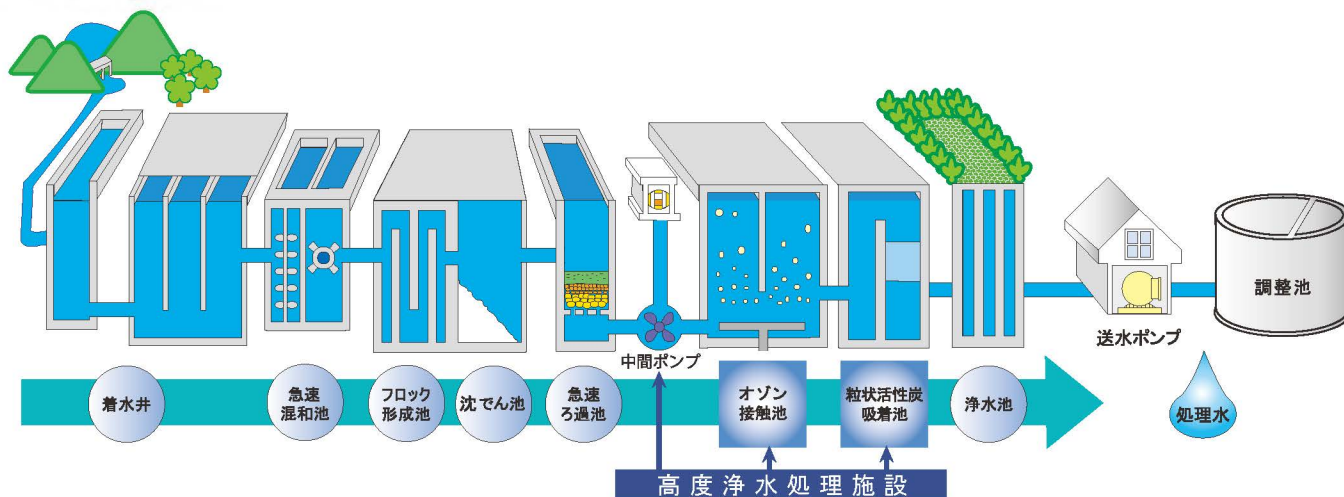 中間ポンプ
送水ポンプ
調整池
着水井
急速
混和池
フロック
形成池
沈でん池
急速
ろ過池
オゾン
接触池
粒状活性炭
吸着池
浄水池
処理水
高度浄水処理施設